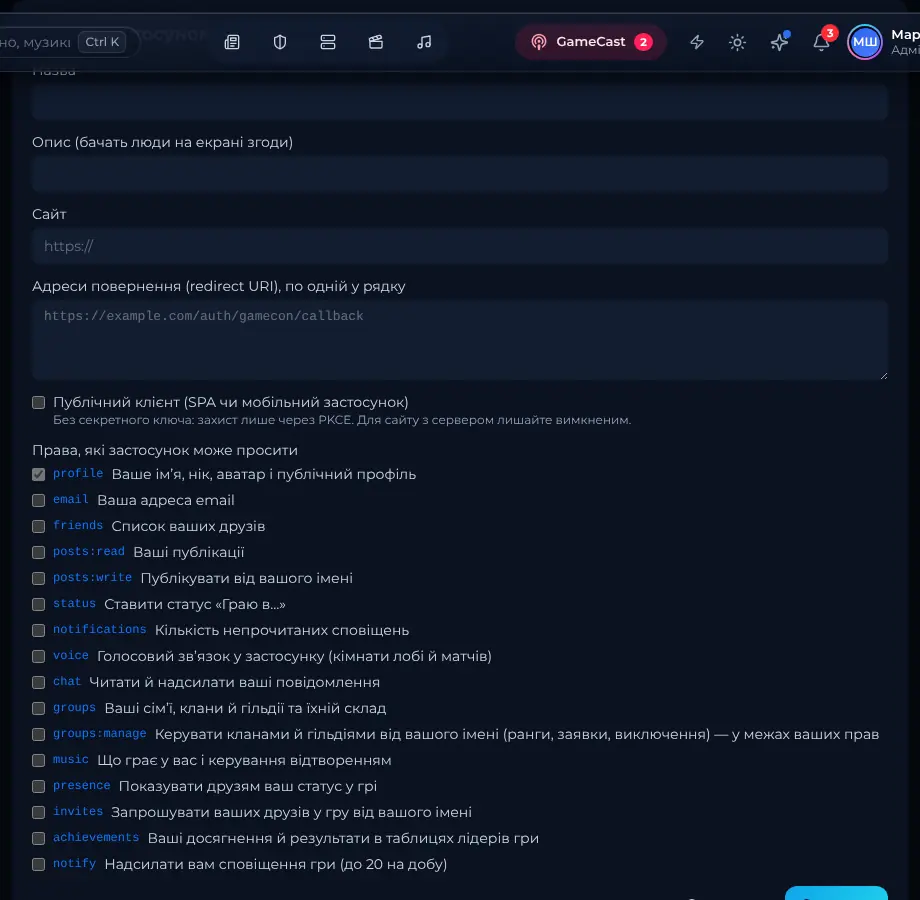 но, музикі Ctrl K
GameCast 2
3
МШ
Мар
Адмі
Назва
Опис (бачать люди на екрані згоди)
Сайт
https://
Адреси повернення (redirect URI), по одній у рядку
https://example.com/auth/gamecon/callback
Публічний клієнт (SPA чи мобільний застосунок)
Без секретного ключа: захист лише через PKCE. Для сайту з сервером лишайте вимкненим.
Права, які застосунок може просити
profile Ваше ім’я, нік, аватар і публічний профіль
email Ваша адреса email
friends Список ваших друзів
posts:read Ваші публікації
posts:write Публікувати від вашого імені
status Ставити статус «Граю в…»
notifications Кількість непрочитаних сповіщень
voice Голосовий зв’язок у застосунку (кімнати лобі й матчів)
chat Читати й надсилати ваші повідомлення
groups Ваші сім’ї, клани й гільдії та їхній склад
groups:manage Керувати кланами й гільдіями від вашого імені (ранги, заявки, виключення) — у межах ваших прав
music Що грає у вас і керування відтворенням
presence Показувати друзям ваш статус у грі
invites Запрошувати ваших друзів у гру від вашого імені
achievements Ваші досягнення й результати в таблицях лідерів гри
notify Надсилати вам сповіщення гри (до 20 на добу)